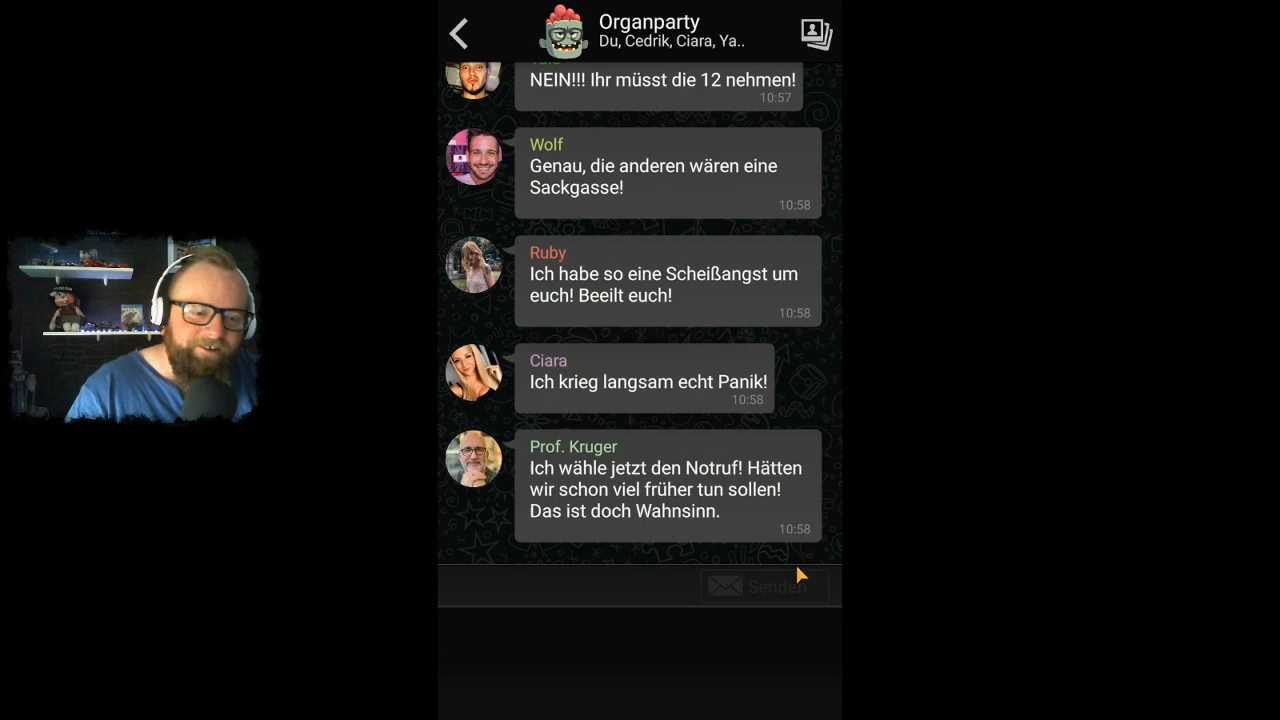 Organparty
Du, Cedrik, Ciara, Ya..
NEIN!!! Ihr müsst die 12 nehmen!
10:57
Wolf
Genau, die anderen wären eine
Sackgasse!
10:58
Ruby
Ich habe so eine Scheißangst um
euch! Beeilt euch!
10:58
Ciara
Ich krieg langsam echt Panik!
10:58
Prof. Kruger
Ich wähle jetzt den Notruf! Hätten
wir schon viel früher tun sollen!
Das ist doch Wahnsinn.
10:58
Senden